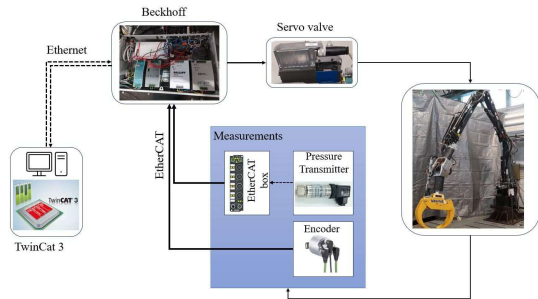 Beckhoff
Servo valve
Ethernet
EtherCAT
Measurements
Pressure
Transmitter
EtherCAT
box
Encoder
TwinCAT 3
TwinCat 3